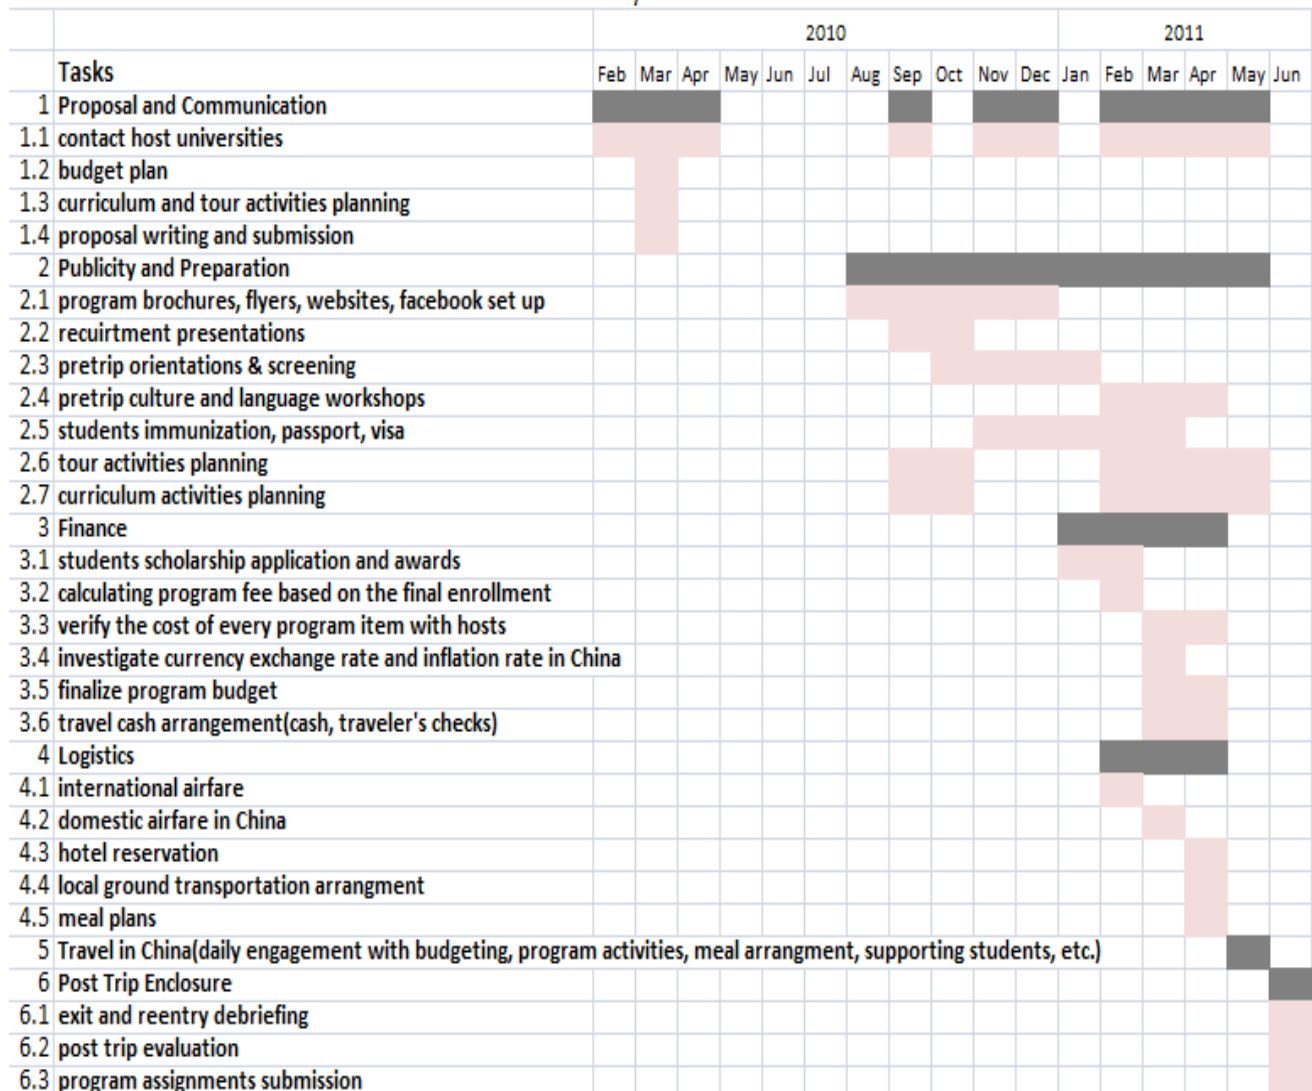 2010 2011
Tasks Feb Mar Apr May Jun Jul Aug Sep Oct Nov Dec Jan Feb Mar Apr May Jun
1 Proposal and Communication
1.1 contact host universities
1.2 budget plan
1.3 curriculum and tour activities planning
1.4 proposal writing and submission
2 Publicity and Preparation
2.1 program brochures, flyers, websites, facebook set up
2.2 recuirtment presentations
2.3 pretrip orientations & screening
2.4 pretrip culture and language workshops
2.5 students immunization, passport, visa
2.6 tour activities planning
2.7 curriculum activities planning
3 Finance
3.1 students scholarship application and awards
3.2 calculating program fee based on the final enrollment
3.3 verify the cost of every program item with hosts
3.4 investigate currency exchange rate and inflation rate in China
3.5 finalize program budget
3.6 travel cash arrangement(cash, traveler's checks)
4 Logistics
4.1 international airfare
4.2 domestic airfare in China
4.3 hotel reservation
4.4 local ground transportation arrangment
4.5 meal plans
5 Travel in China(daily engagement with budgeting, program activities, meal arrangment, supporting students, etc.)
6 Post Trip Enclosure
6.1 exit and reentry debriefing
6.2 post trip evaluation
6.3 program assignments submission